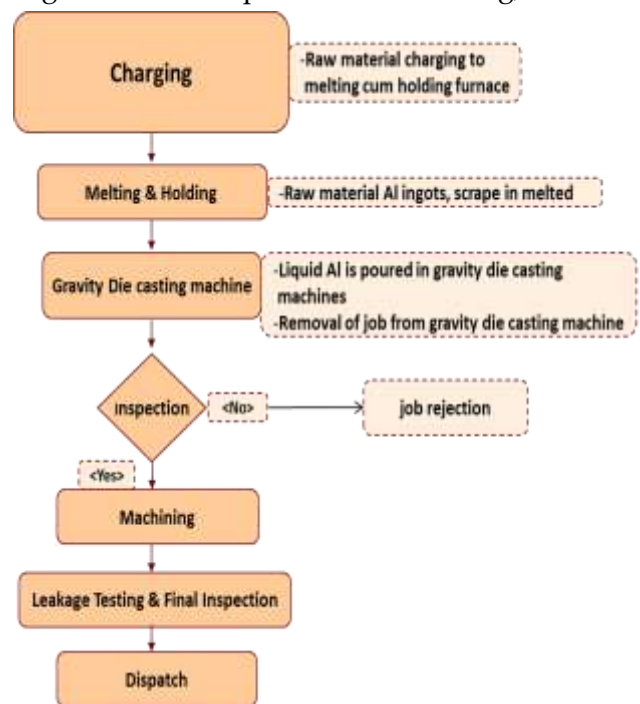 Charging
-Raw material charging to
melting cum holding furnace
Melting & Holding
-Raw material Al ingots, scrape in melted
Gravity Die casting machine
-Liquid Al is poured in gravity die casting
machines
-Removal of job from gravity die casting machine
Inspection
<No>
job rejection
<Yes>
Machining
Leakage Testing & Final Inspection
Dispatch